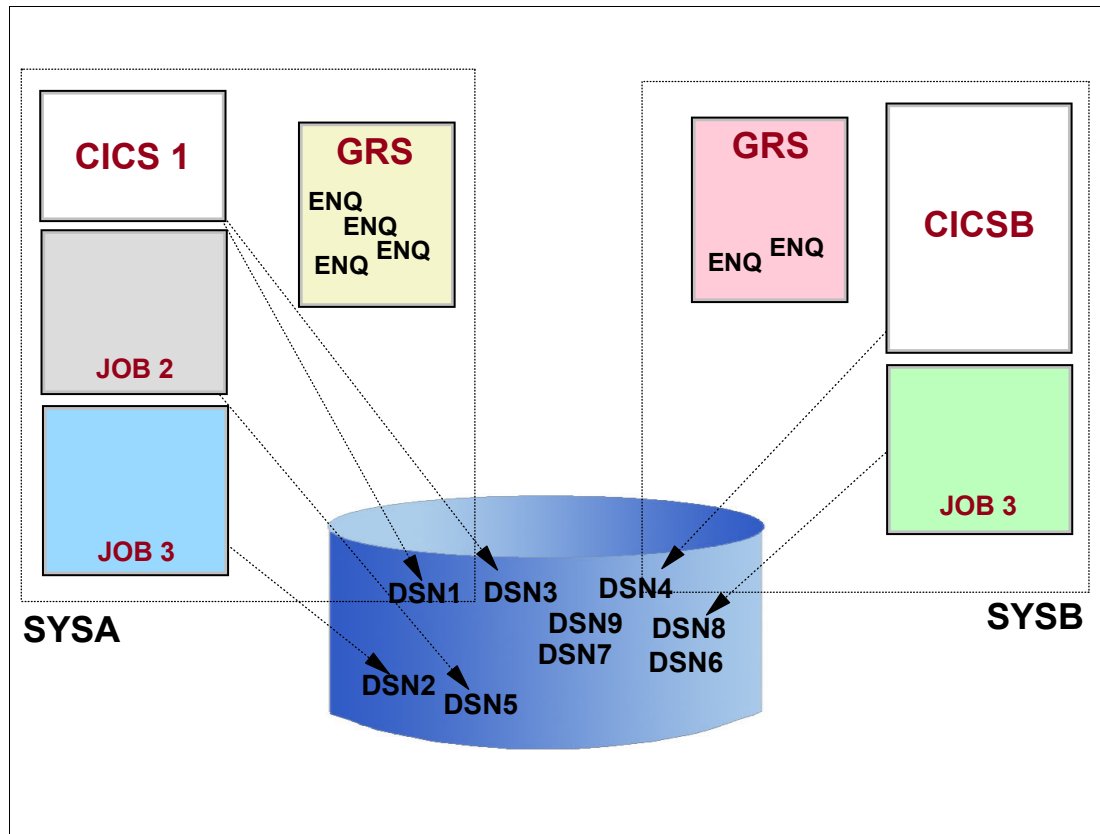 CICS 1
JOB 2
JOB 3
SYSA
GRS
ENQ
ENQ
ENQ
ENQ
GRS
ENQ
ENQ
CICSB
JOB 3
SYSB
DSN1
DSN3
DSN4
DSN9
DSN8
DSN7
DSN6
DSN2
DSN5